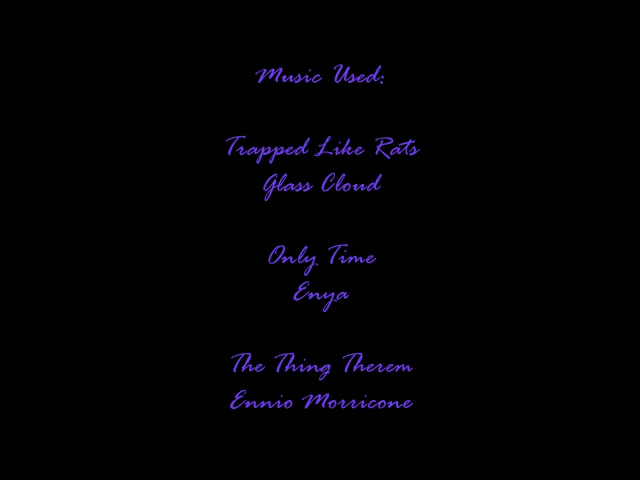 Music Used:
Trapped Like Rats
Glass Cloud
Only Time
Enya
The Thing Therem
Ennio Morricone